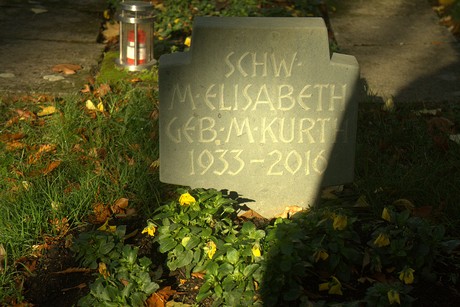 SCHW·
M·ELISABETH
GEB·M·KURTH
1933–2016